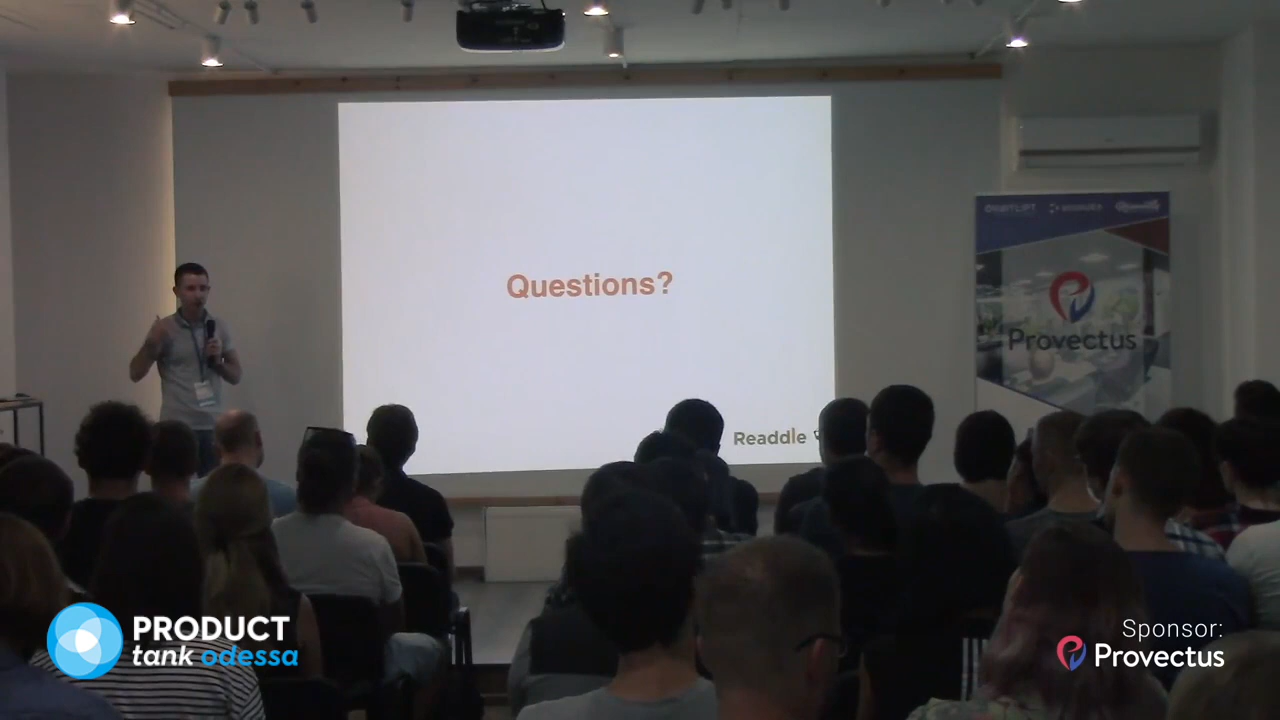 Questions?
Readdle
Provectus
PRODUCT
tank odessa
Sponsor:
Provectus